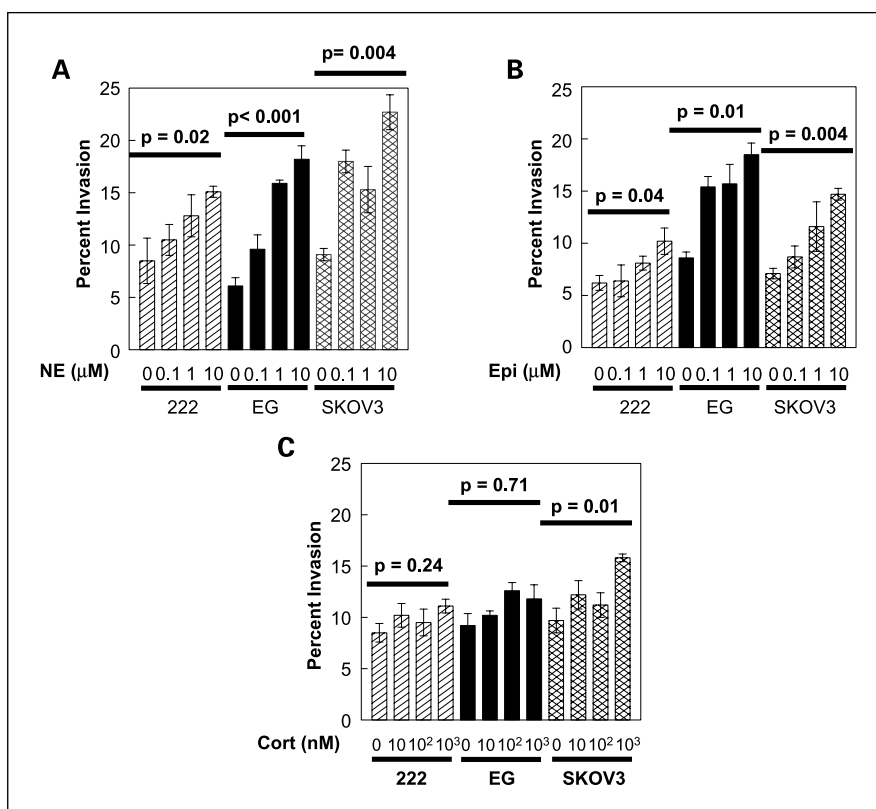 A
p= 0.004
p< 0.001
p = 0.02
Percent Invasion
25
20
15
10
5
0
NE (μM)
0 0.1 1 10 0 0.1 1 10 0 0.1 1 10
222 EG SKOV3
B
p = 0.01
p = 0.004
p = 0.04
Percent Invasion
25
20
15
10
5
0
Epi (μM)
0 0.1 1 10 0 0.1 1 10 0 0.1 1 10
222 EG SKOV3
C
p = 0.71
p = 0.01
p = 0.24
Percent Invasion
25
20
15
10
5
0
Cort (nM)
0 10 10² 10³ 0 10 10² 10³ 0 10 10² 10³
222 EG SKOV3